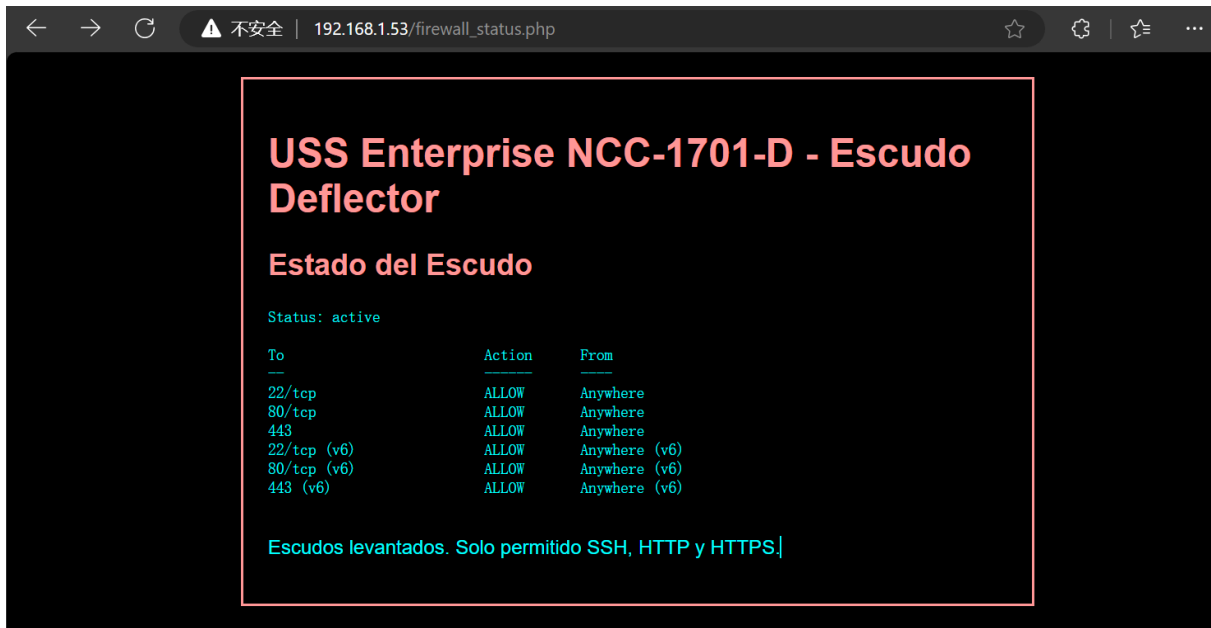 不安全 | 192.168.1.53/firewall_status.php
USS Enterprise NCC-1701-D - Escudo
Deflector
Estado del Escudo
Status: active
To Action From
-- ------ ----
22/tcp ALLOW Anywhere
80/tcp ALLOW Anywhere
443 ALLOW Anywhere
22/tcp (v6) ALLOW Anywhere (v6)
80/tcp (v6) ALLOW Anywhere (v6)
443 (v6) ALLOW Anywhere (v6)
Escudos levantados. Solo permitido SSH, HTTP y HTTPS.